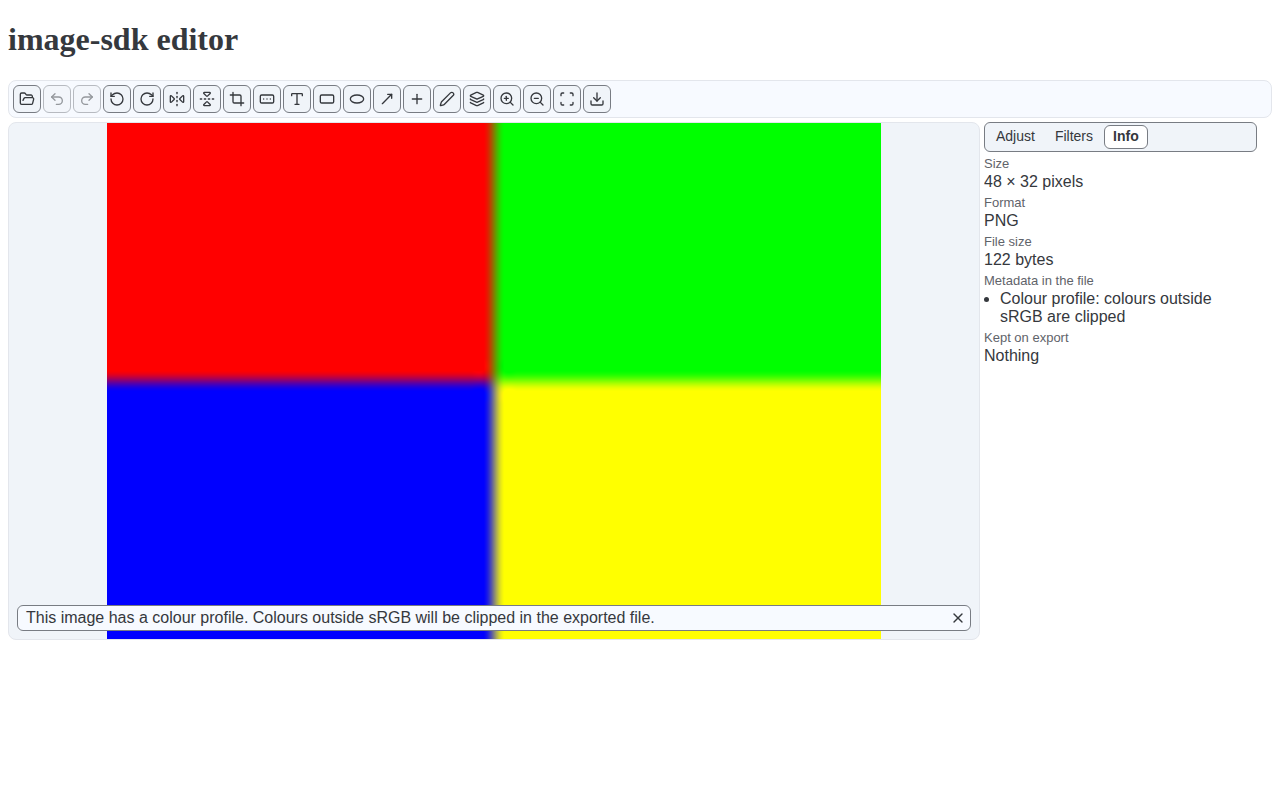 image-sdk editor
Adjust Filters Info
Size
48 × 32 pixels
Format
PNG
File size
122 bytes
Metadata in the file
• Colour profile: colours outside
sRGB are clipped
Kept on export
Nothing
This image has a colour profile. Colours outside sRGB will be clipped in the exported file.